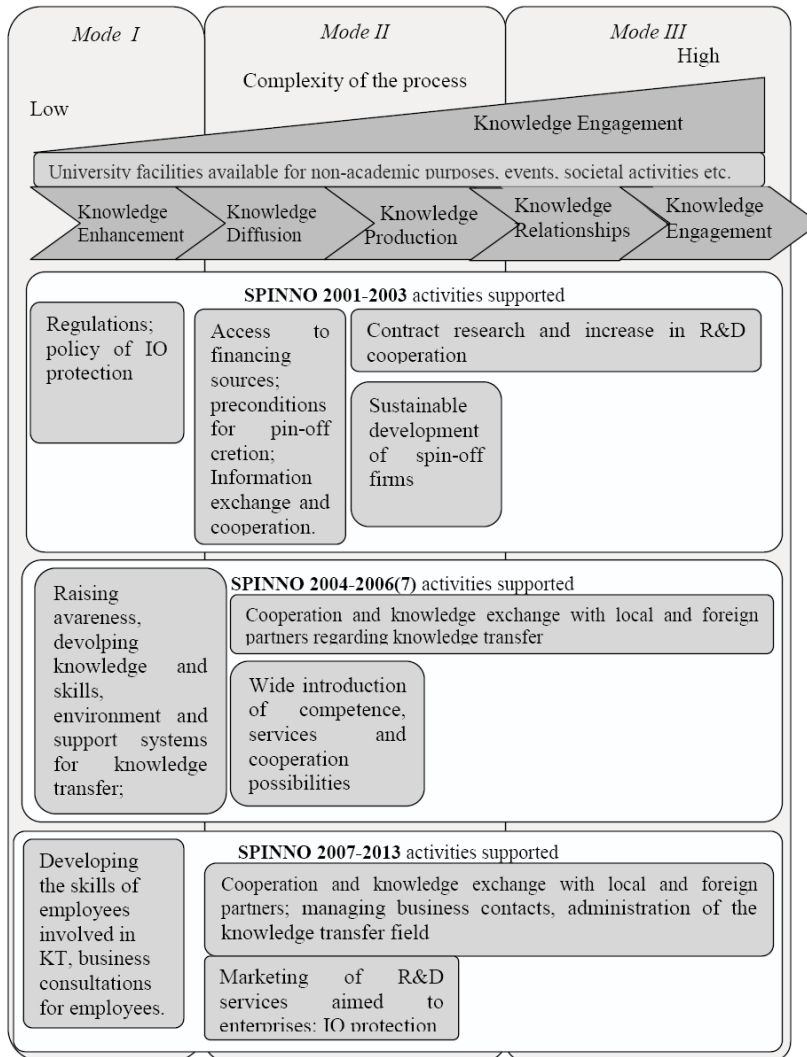 Mode I
Mode II
Mode III
High
Complexity of the process
Low
Knowledge Engagement
University facilities available for non-academic purposes, events, societal activities etc.
Knowledge
Enhancement
Knowledge
Diffusion
Knowledge
Production
Knowledge
Relationships
Knowledge
Engagement
SPINNO 2001-2003 activities supported
Regulations;
policy of IO
protection
Access to
financing
sources;
preconditions
for pin-off
cretion;
Information
exchange and
cooperation.
Contract research and increase in R&D
cooperation
Sustainable
development
of spin-off
firms
SPINNO 2004-2006(7) activities supported
Raising
avareness,
devolping
knowledge and
skills,
environment and
support systems
for knowledge
transfer;
Cooperation and knowledge exchange with local and foreign
partners regarding knowledge transfer
Wide introduction
of competence,
services and
cooperation
possibilities
SPINNO 2007-2013 activities supported
Developing
the skills of
employees
involved in
KT, business
consultations
for employees.
Cooperation and knowledge exchange with local and foreign
partners; managing business contacts, administration of the
knowledge transfer field
Marketing of R&D
services aimed to
enterprises; IO protection